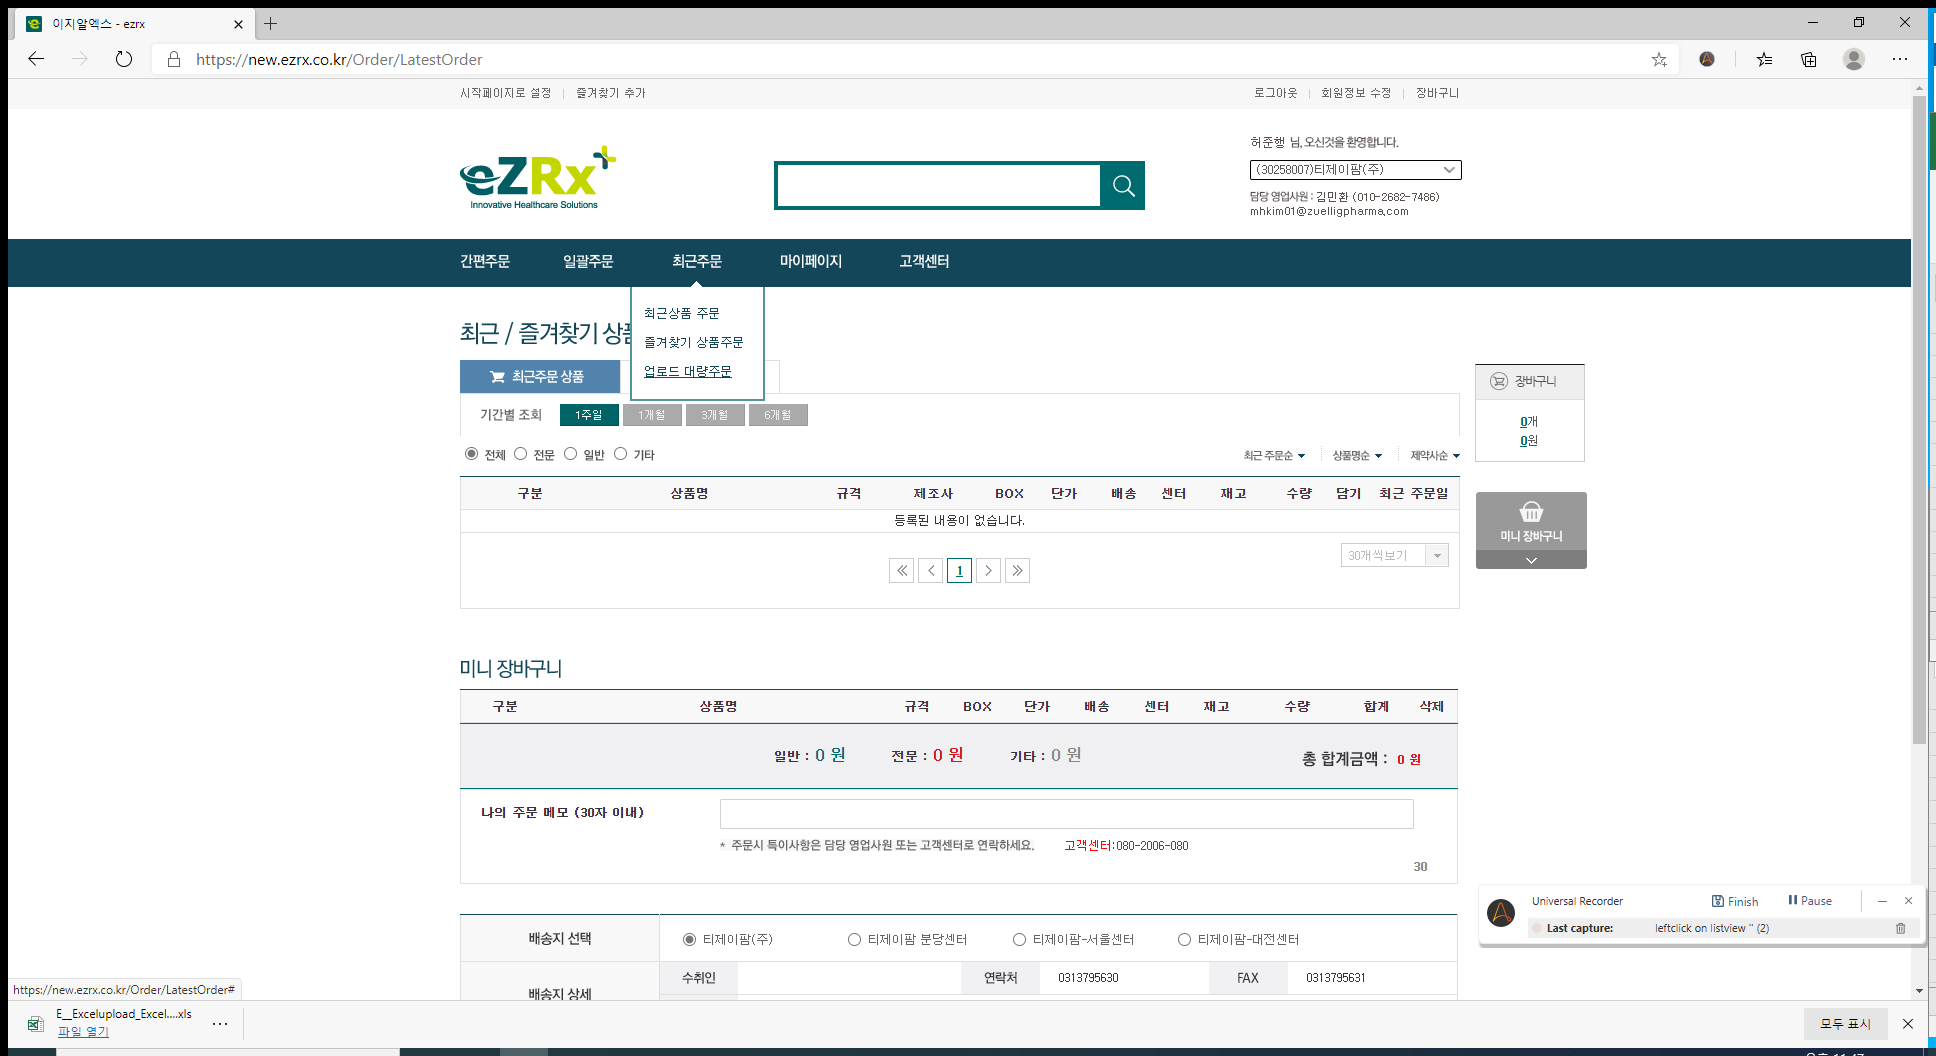 이지알엑스 - ezrx
https://new.ezrx.co.kr/Order/LatestOrder
시작페이지로 설정 | 즐겨찾기 추가
로그아웃 | 회원정보 수정 | 장바구니
eZRx
Innovative Healthcare Solutions
허준행 님, 오신것을 환영합니다.
(30258007)티제이팜(주)
담당 영업사원 : 김민환 (010-2682-7486)
mhkim01@zuelligpharma.com
간편주문 일괄주문 최근주문 마이페이지 고객센터
최근상품 주문
즐겨찾기 상품주문
업로드 대량주문
최근 / 즐겨찾기 상품
최근주문 상품
기간별 조회 1주일 1개월 3개월 6개월
전체 전문 일반 기타
최근 주문순 상품명순 제약사순
구분 상품명 규격 제조사 BOX 단가 배송 센터 재고 수량 담기 최근 주문일
등록된 내용이 없습니다.
30개씩보기
1
장바구니
0개
0원
미니 장바구니
미니 장바구니
구분 상품명 규격 BOX 단가 배송 센터 재고 수량 합계 삭제
일반 : 0 원 전문 : 0 원 기타 : 0 원 총 합계금액 : 0 원
나의 주문 메모 (30자 이내)
* 주문시 특이사항은 담당 영업사원 또는 고객센터로 연락하세요. 고객센터:080-2006-080
30
배송지 선택 티제이팜(주) 티제이팜 분당센터 티제이팜-서울센터 티제이팜-대전센터
배송지 상세 수취인 연락처 0313795630 FAX 0313795631
Universal Recorder Finish Pause
Last capture: leftclick on listview '' (2)
https://new.ezrx.co.kr/Order/LatestOrder#
E__Excelupload_Excel....xls
파일 열기
모두 표시